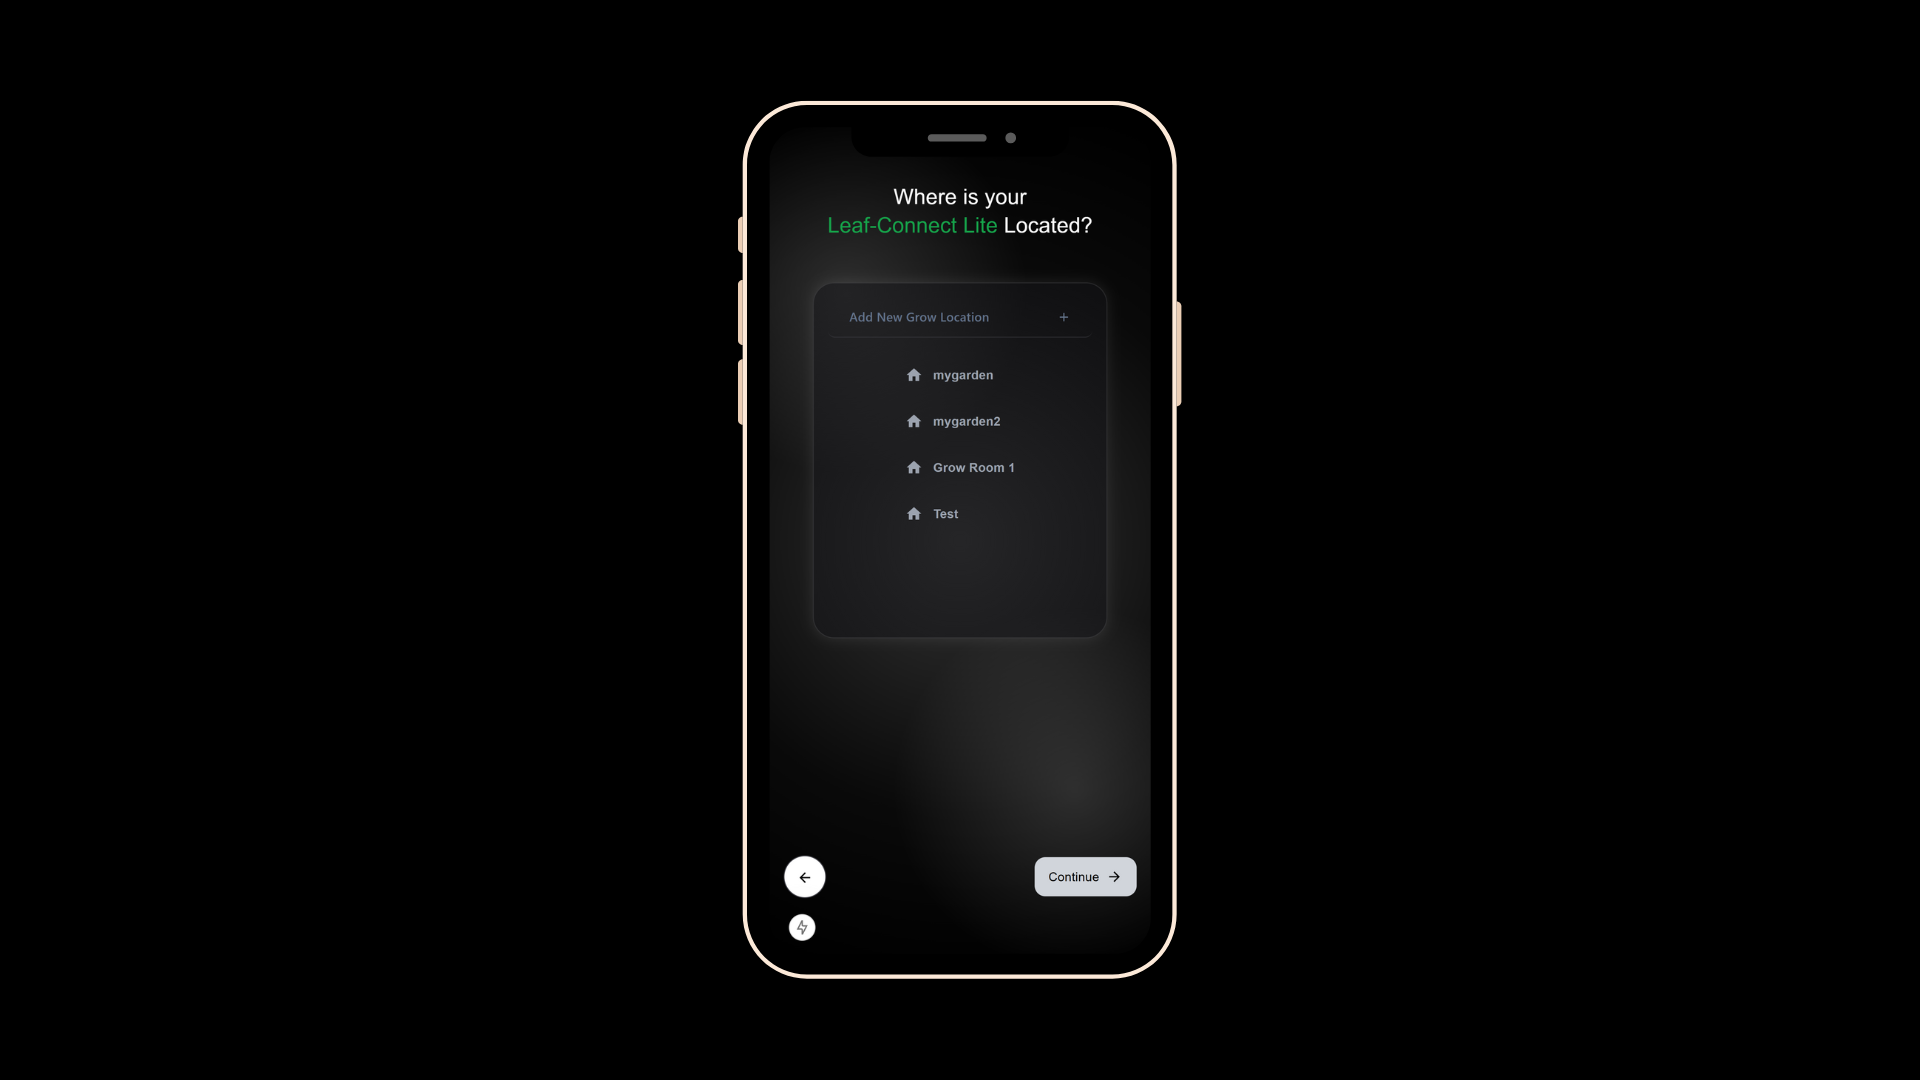 Where is your
Leaf-Connect Lite Located?
Add New Grow Location +
mygarden
mygarden2
Grow Room 1
Test
Continue